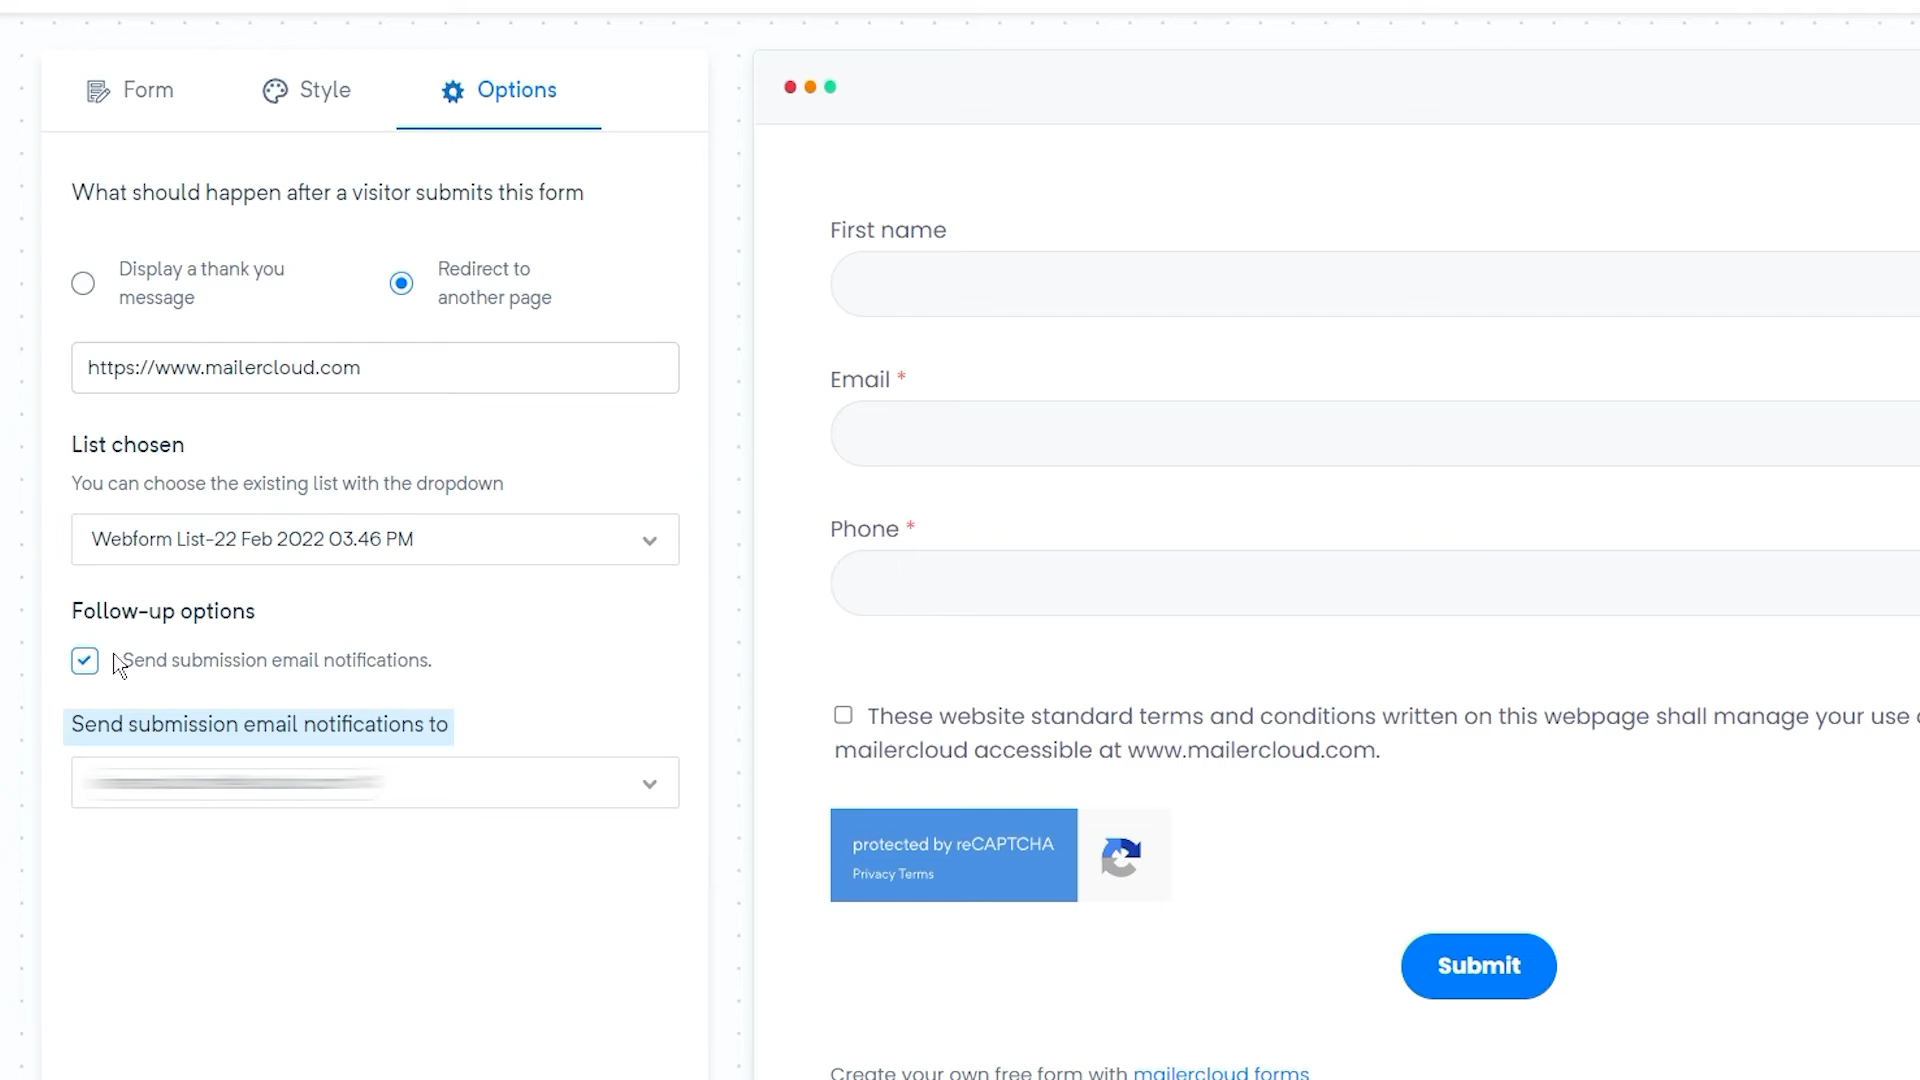 Form
Style
Options
What should happen after a visitor submits this form
Display a thank you
message
Redirect to
another page
https://www.mailercloud.com
List chosen
You can choose the existing list with the dropdown
Webform List-22 Feb 2022 03.46 PM
Follow-up options
Send submission email notifications.
Send submission email notifications to
First name
Email *
Phone *
These website standard terms and conditions written on this webpage shall manage your use
mailercloud accessible at www.mailercloud.com.
protected by reCAPTCHA
Privacy Terms
Submit
Create your own free form with mailercloud forms